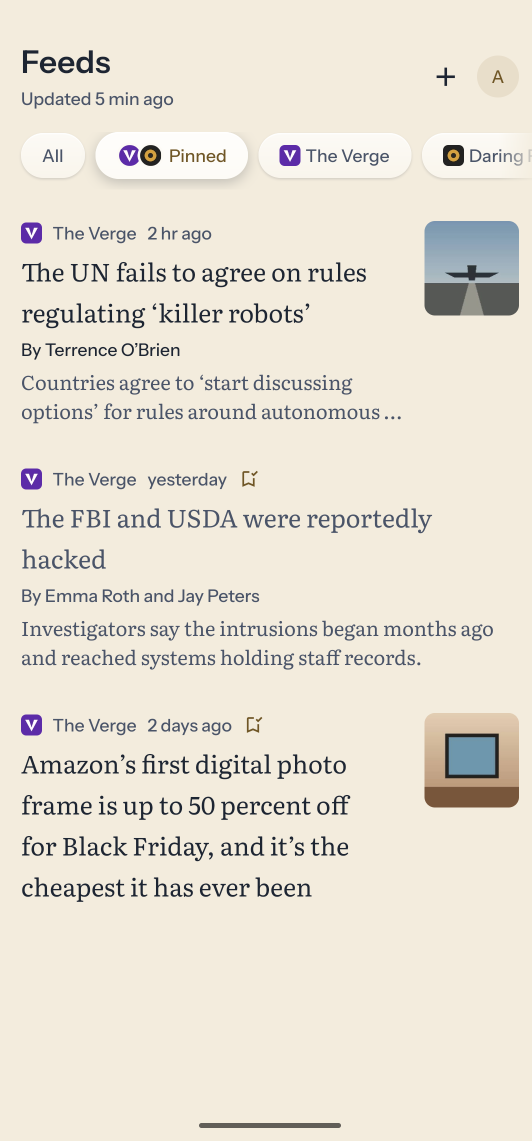 Feeds
Updated 5 min ago
+
A
All
Pinned
The Verge
Daring
The Verge 2 hr ago
The UN fails to agree on rules
regulating ‘killer robots’
By Terrence O’Brien
Countries agree to ‘start discussing
options’ for rules around autonomous …
The Verge yesterday
The FBI and USDA were reportedly
hacked
By Emma Roth and Jay Peters
Investigators say the intrusions began months ago
and reached systems holding staff records.
The Verge 2 days ago
Amazon’s first digital photo
frame is up to 50 percent off
for Black Friday, and it’s the
cheapest it has ever been